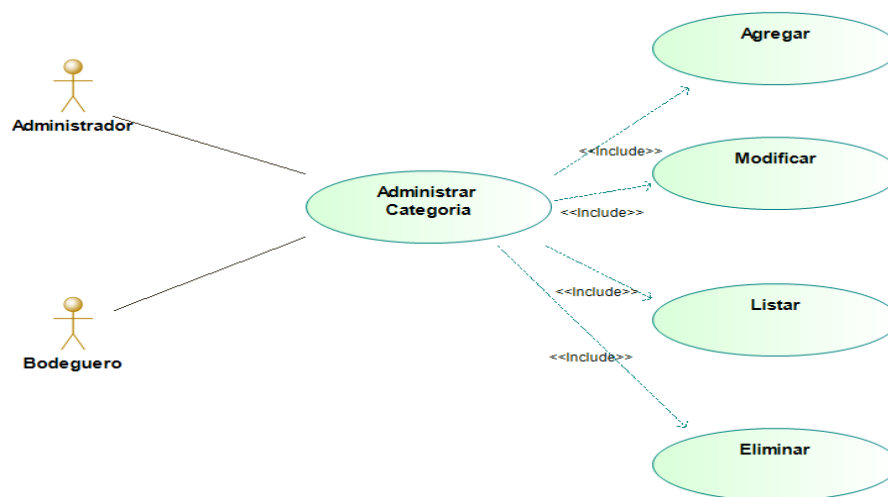 Agregar
Administrador
<<Include>>
Modificar
Administrar
Categoria
<<Include>>
<<Include>>
Listar
Bodeguero
<<Include>>
Eliminar